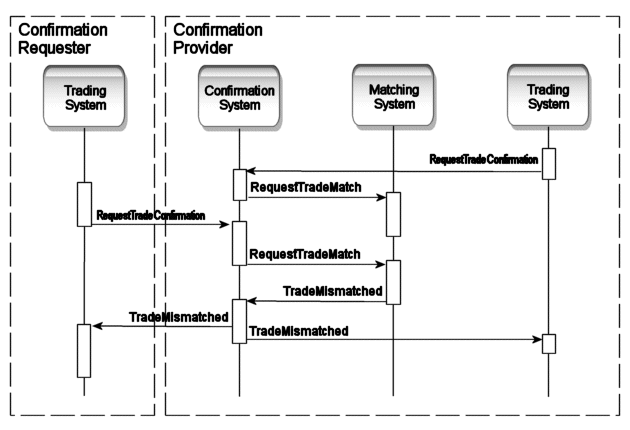 Confirmation
Requester
Confirmation
Provider
Trading
System
Confirmation
System
Matching
System
Trading
System
RequestTradeConfirmation
RequestTradeMatch
RequestTradeConfirmation
RequestTradeMatch
TradeMismatched
TradeMismatched
TradeMismatched